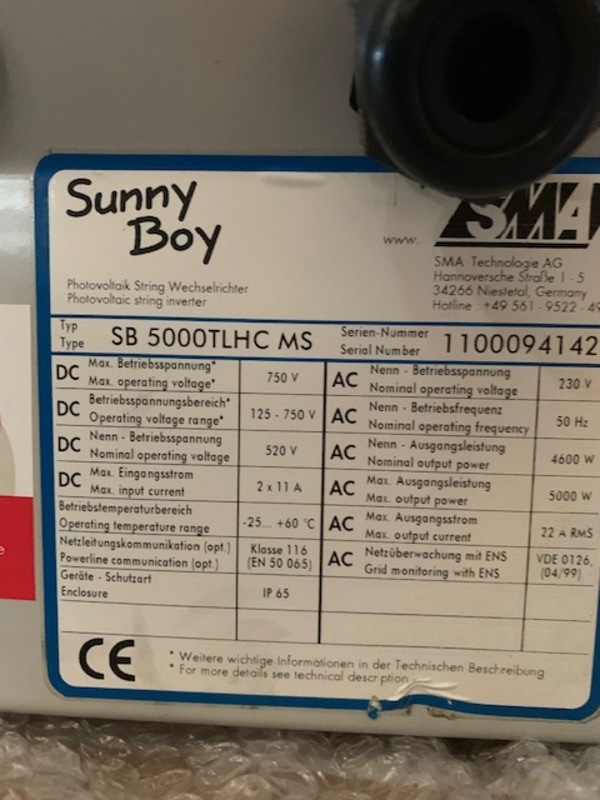 Sunny
Boy
SMA
www.
SMA Technologie AG
Hannoversche Straße 1 - 5
34266 Niestetal, Germany
Hotline +49 561 - 9522 - 49
Photovoltaik String Wechselrichter
Photovoltaic string inverter
Typ
Type
SB 5000TLHC MS
Serien-Nummer
Serial Number
1100094142
DC Max. Betriebsspannung*
Max. operating voltage*
750 V
AC Nenn - Betriebsspannung
Nominal operating voltage
230 V
DC Betriebsspannungsbereich*
Operating voltage range*
125 - 750 V
AC Nenn - Betriebsfrequenz
Nominal operating frequency
50 Hz
DC Nenn - Betriebsspannung
Nominal operating voltage
520 V
AC Nenn - Ausgangsleistung
Nominal output power
4600 W
DC Max. Eingangsstrom
Max. input current
2 x 11 A
AC Max. Ausgangsleistung
Max. output power
5000 W
Betriebstemperaturbereich
Operating temperature range
-25... +60 °C
AC Max. Ausgangsstrom
Max. output current
22 A RMS
Netzleitungskommunikation (opt.)
Powerline communication (opt.)
Klasse 116
(EN 50 065)
AC Netzüberwachung mit ENS
Grid monitoring with ENS
VDE 0126,
(04/99)
Geräte - Schutzart
Enclosure
IP 65
CE
* Weitere wichtige Informationen in der Technischen Beschreibung
* For more details see technical description